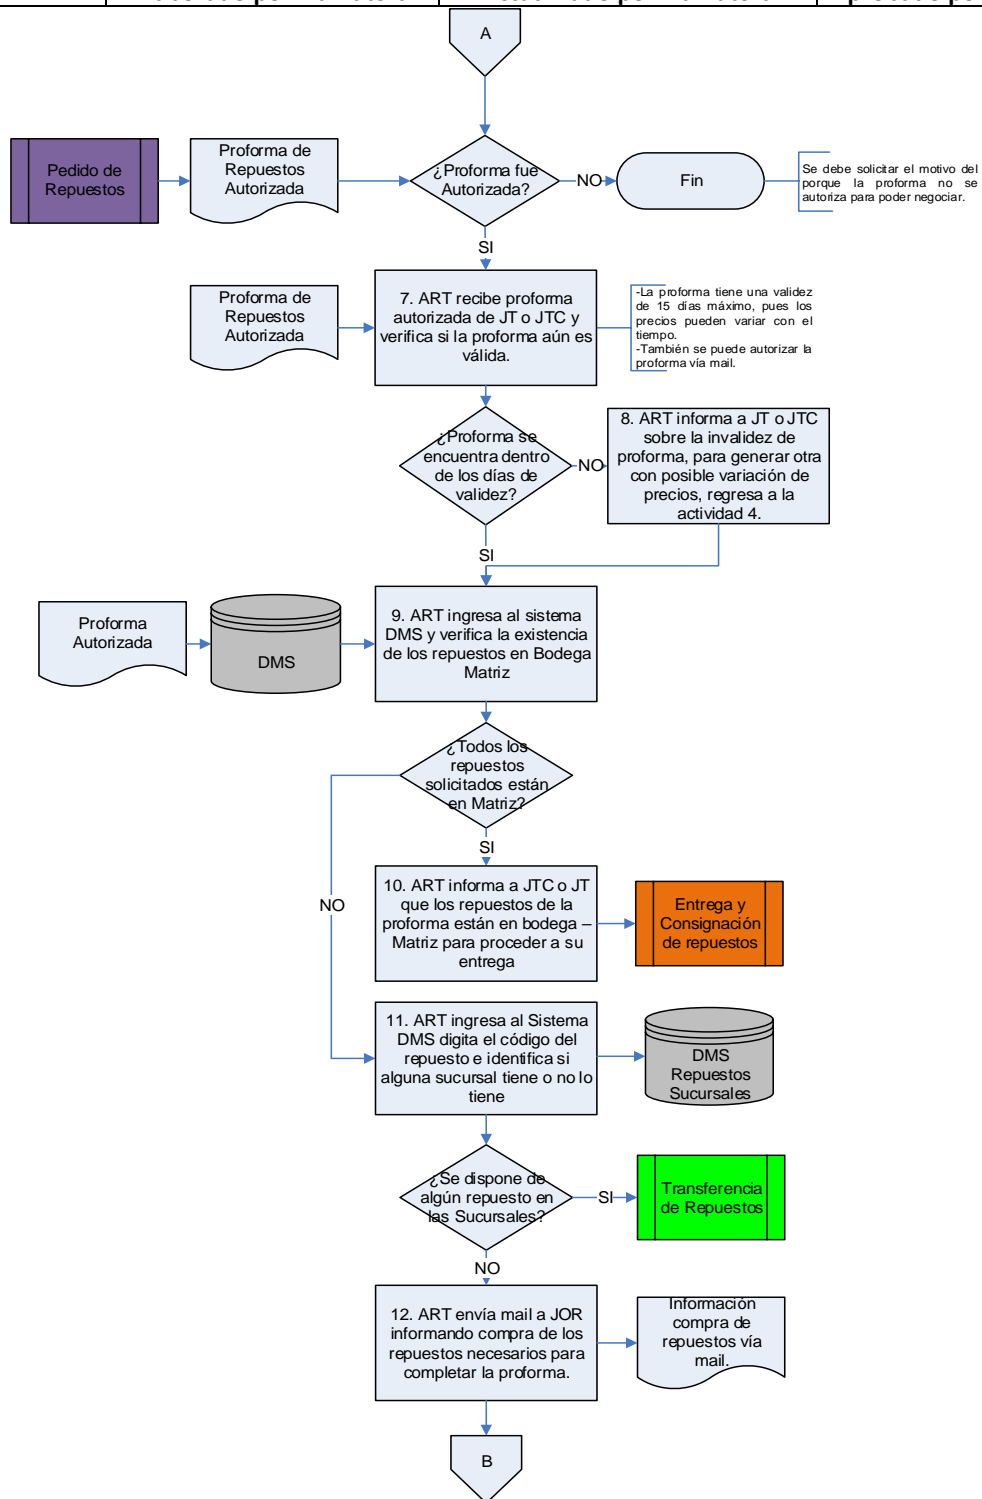 A
Pedido de
Repuestos
Proforma de
Repuestos
Autorizada
¿Proforma fue
Autorizada?
NO
Fin
Se debe solicitar el motivo del
porque la proforma no se
autoriza para poder negociar.
SI
Proforma de
Repuestos
Autorizada
7. ART recibe proforma
autorizada de JT o JTC y
verifica si la proforma aún es
válida.
-La proforma tiene una validez
de 15 días máximo, pues los
precios pueden variar con el
tiempo.
-También se puede autorizar la
proforma vía mail.
¿Proforma se
encuentra dentro
de los días de
validez?
NO
8. ART informa a JT o JTC
sobre la invalidez de
proforma, para generar otra
con posible variación de
precios, regresa a la
actividad 4.
SI
Proforma
Autorizada
DMS
9. ART ingresa al sistema
DMS y verifica la existencia
de los repuestos en Bodega
Matriz
¿Todos los
repuestos
solicitados están
en Matriz?
SI
NO
10. ART informa a JTC o JT
que los repuestos de la
proforma están en bodega –
Matriz para proceder a su
entrega
Entrega y
Consignación
de repuestos
11. ART ingresa al Sistema
DMS digita el código del
repuesto e identifica si
alguna sucursal tiene o no lo
tiene
DMS
Repuestos
Sucursales
¿Se dispone de
algún repuesto en
las Sucursales?
SI
Transferencia
de Repuestos
NO
12. ART envía mail a JOR
informando compra de los
repuestos necesarios para
completar la proforma.
Información
compra de
repuestos vía
mail.
B